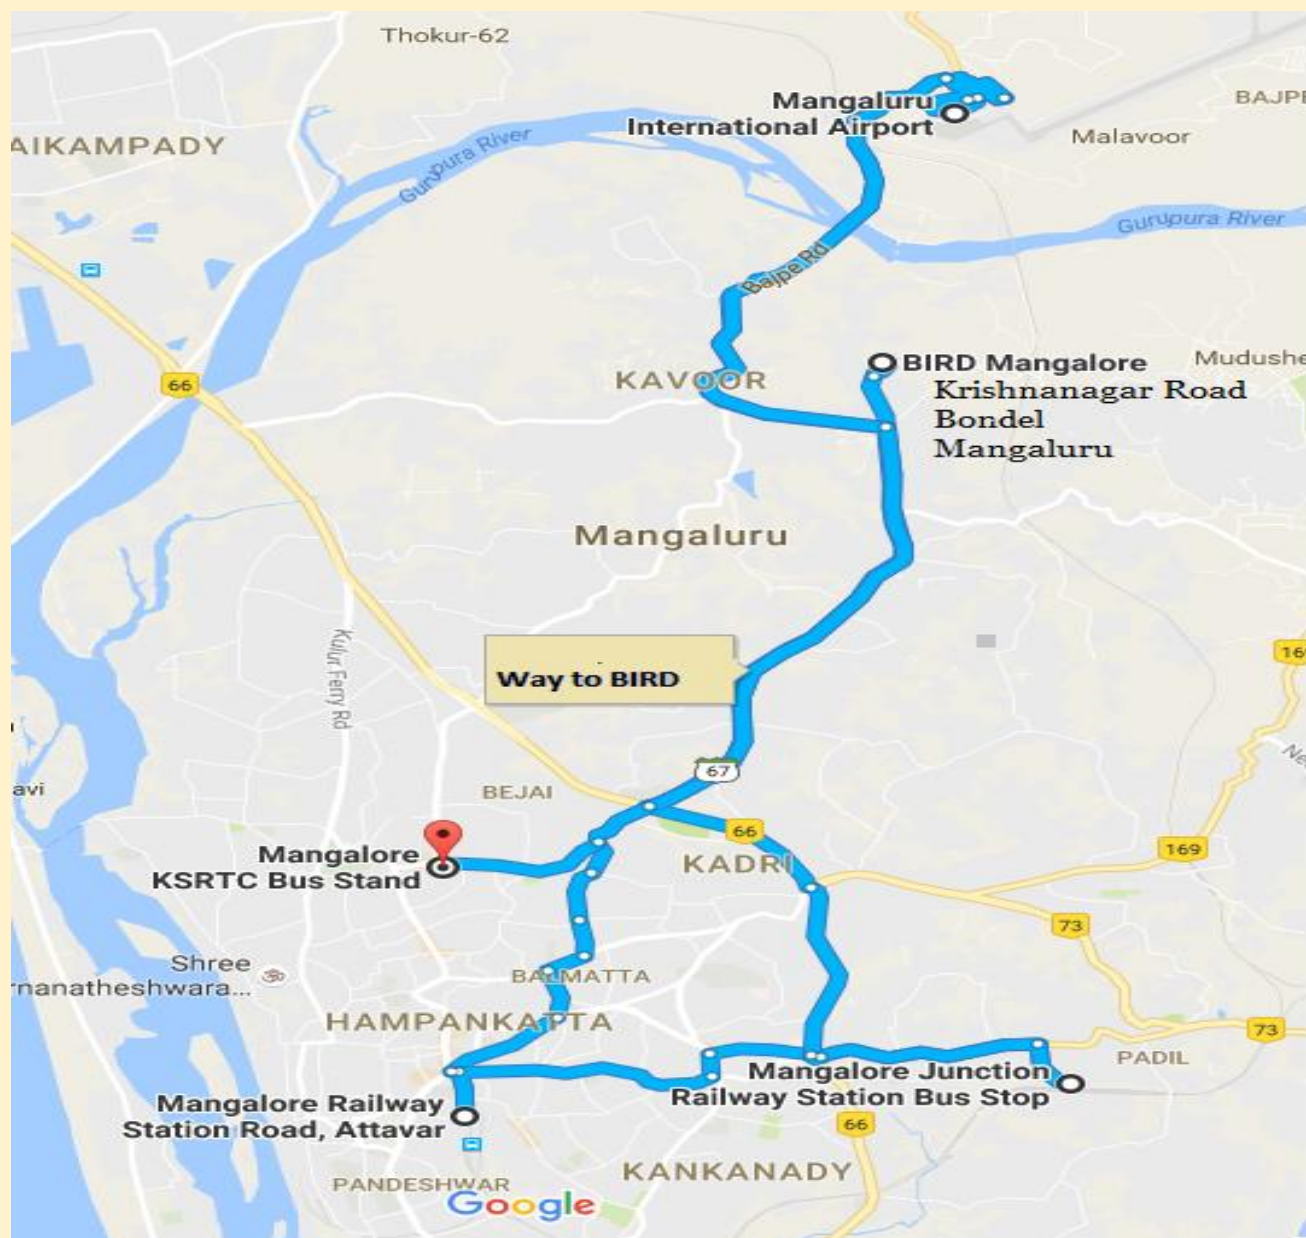 Thokur-62
AIKAMPADY
Gurupura River
Mangaluru
International Airport
BAJPE
Malavoor
Gurupura River
Bajpe Rd
66
KAVOOR
BIRD Mangalore
Krishnanagar Road
Bondel
Mangaluru
Mudushe
Mangaluru
Kulur Ferry Rd
Way to BIRD
16
67
avi
BEJAI
66
KADRI
169
Mangalore
KSRTC Bus Stand
73
Shree
rnanatheshwara...
BALMATTA
HAMPANKATTA
73
PADIL
Mangalore Junction
Railway Station Bus Stop
Mangalore Railway
Station Road, Attavar
66
KANKANADY
PANDESHWAR
Google